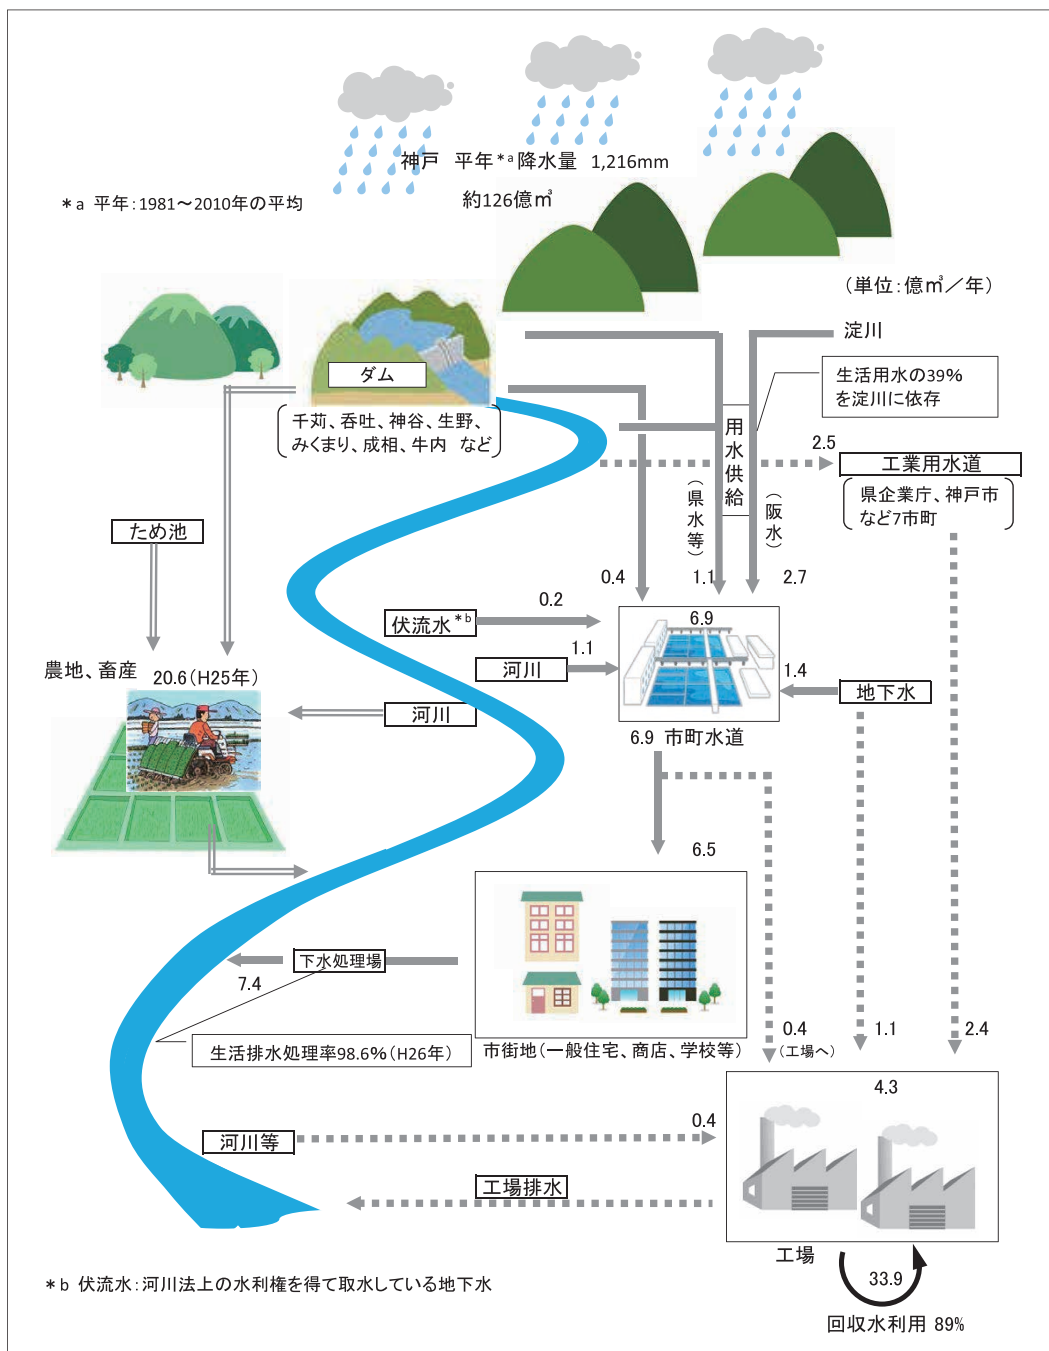 神戸 平年*a降水量 1,216mm
約126億㎥
*a 平年:1981～2010年の平均
(単位:億㎥/年)
淀川
ダム
千苅、呑吐、神谷、生野、
みくまり、成相、牛内 など
生活用水の39%
を淀川に依存
用水供給
2.5
工業用水道
県企業庁、神戸市
など7市町
(県水等)
(阪水)
ため池
0.4
1.1
2.7
0.2
伏流水*b
6.9
1.1
河川
1.4
地下水
農地、畜産
20.6(H25年)
河川
6.9 市町水道
6.5
下水処理場
7.4
生活排水処理率98.6%(H26年)
市街地(一般住宅、商店、学校等)
0.4
(工場へ)
1.1
2.4
4.3
0.4
河川等
工場排水
工場
33.9
回収水利用 89%
*b 伏流水:河川法上の水利権を得て取水している地下水